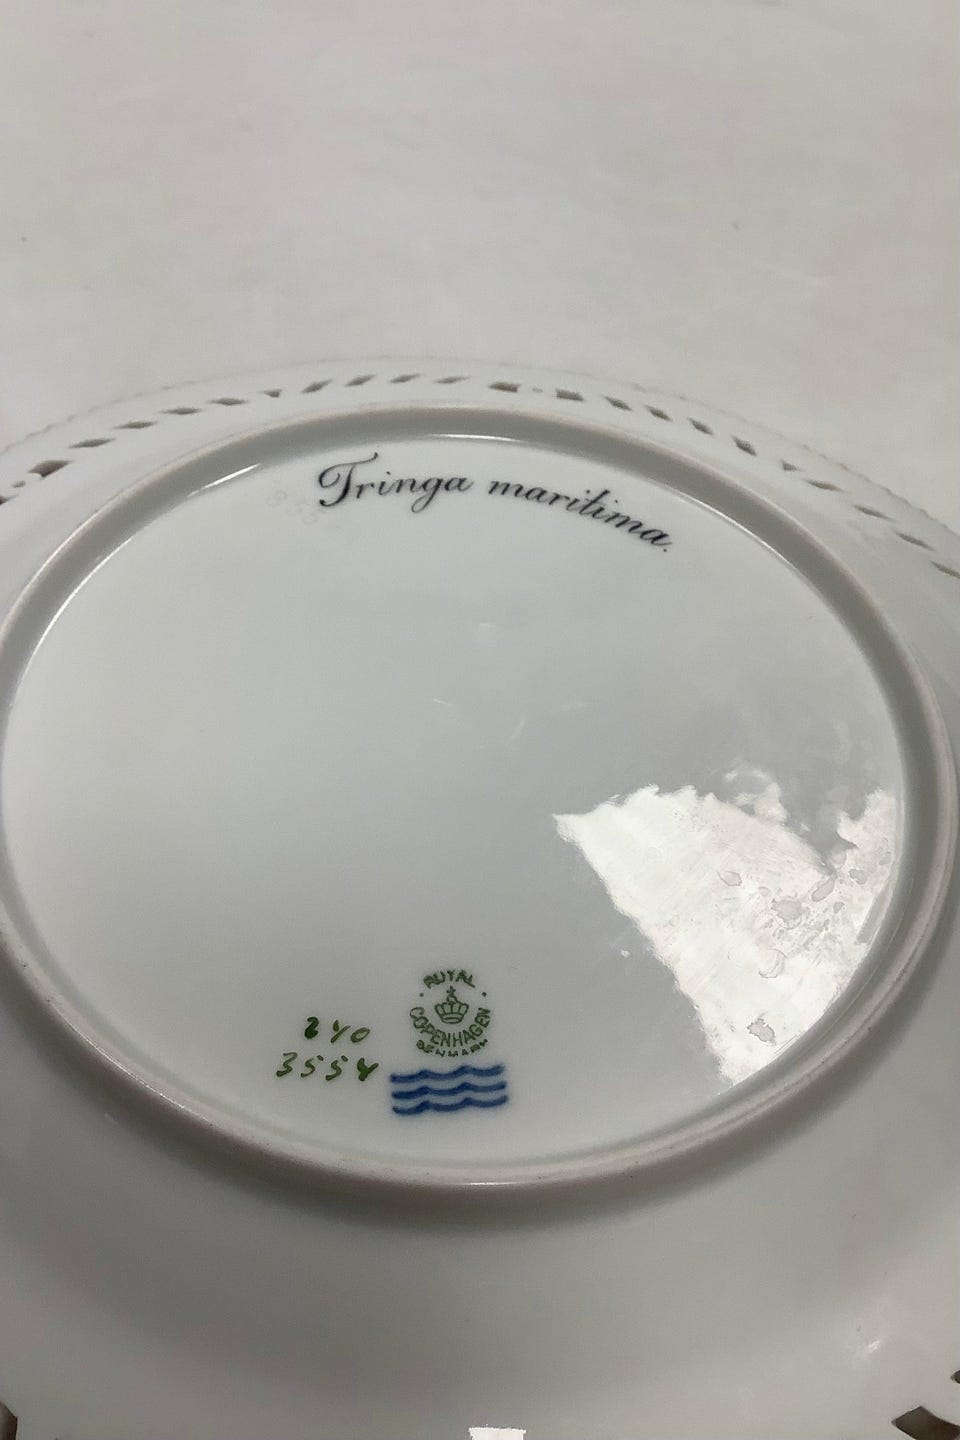 Tringa maritima.
ROYAL
COPENHAGEN
DENMARK
240
3554